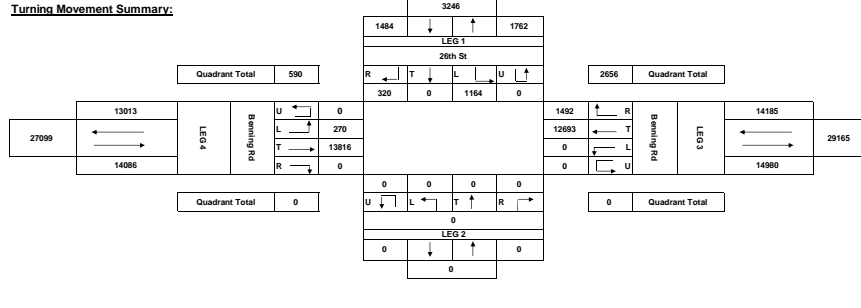 Turning Movement Summary:
3246
1484 1762
LEG 1
26th St
Quadrant Total 590
R T L U
2656 Quadrant Total
320 0 1164 0
13013
27099
14086
LEG 4
Benning Rd
U 0
L 270
T 13816
R 0
1492 R
12693 T
0 L
0 U
Benning Rd
LEG 3
14185
29165
14980
0 0 0 0
Quadrant Total 0
U L T R
0 Quadrant Total
0
LEG 2
0 0
0